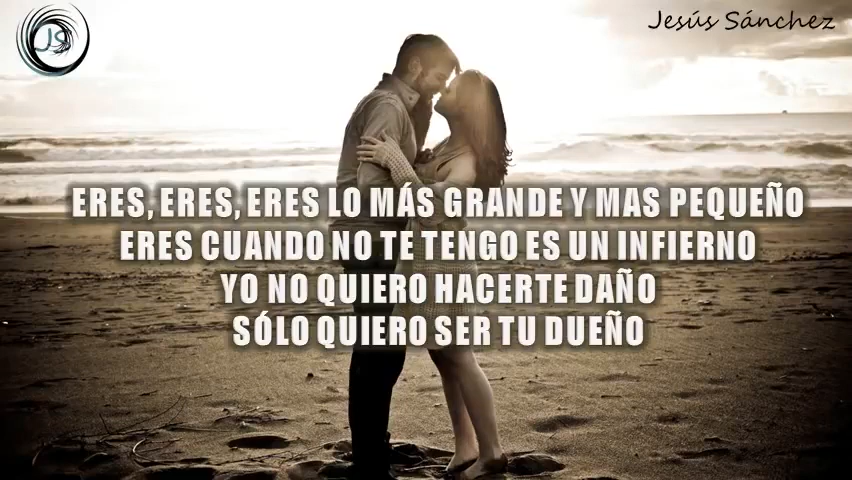 JS
Jesús Sánchez
ERES, ERES, ERES LO MÁS GRANDE Y MAS PEQUEÑO
ERES CUANDO NO TE TENGO ES UN INFIERNO
YO NO QUIERO HACERTE DAÑO
SÓLO QUIERO SER TU DUEÑO